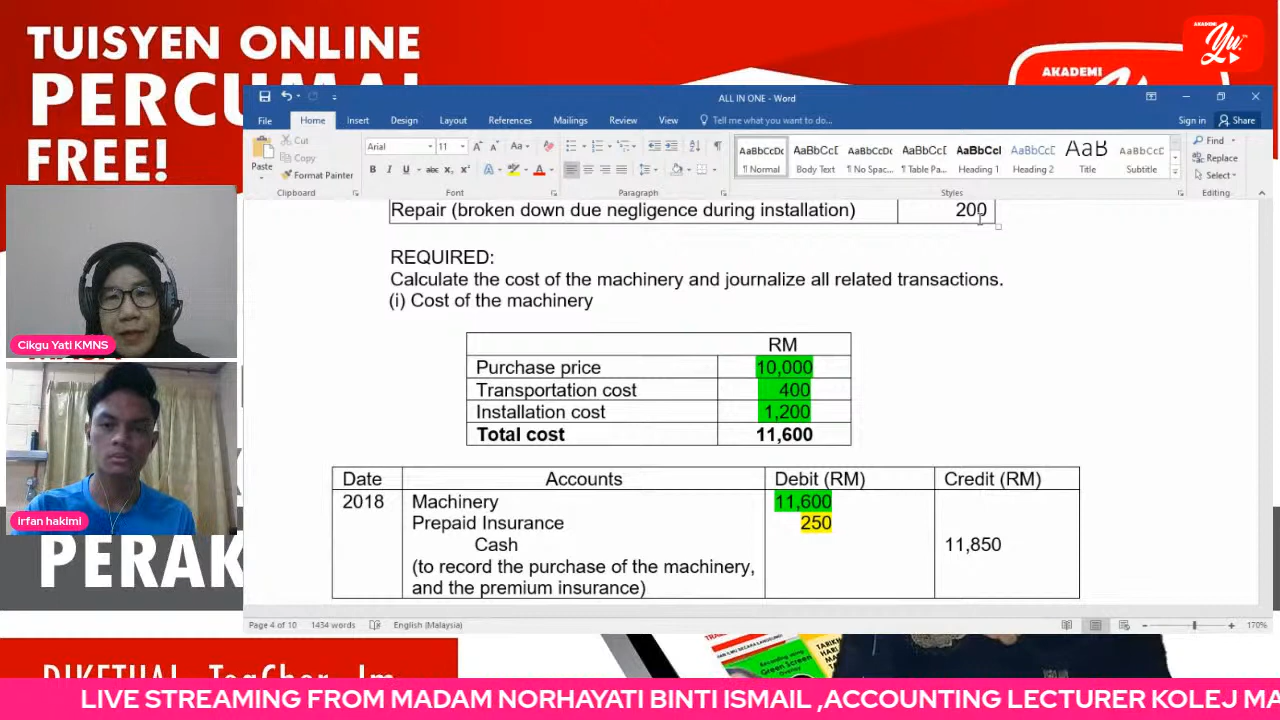 TUISYEN ONLINE
FREE!
AKADEMI
AKADEMI
Yu
ALL IN ONE - Word
File Home Insert Design Layout References Mailings Review View Tell me what you want to do... Sign in Share
Paste
Cut
Copy
Format Painter
Clipboard
Arial 11
Font
Paragraph
AaBbCcDc AaBbCcI AaBbCcDc AaBbCcI AaBbCcI AaBbCcI AaB AaBbCcI
¶ Normal Body Text ¶ No Spac... ¶ Table Pa... Heading 1 Heading 2 Title Subtitle
Styles
Find
Replace
Select
Editing
Repair (broken down due negligence during installation) 200
REQUIRED:
Calculate the cost of the machinery and journalize all related transactions.
(i) Cost of the machinery
RM
Purchase price 10,000
Transportation cost 400
Installation cost 1,200
Total cost 11,600
Date Accounts Debit (RM) Credit (RM)
2018 Machinery 11,600
Prepaid Insurance 250
Cash 11,850
(to record the purchase of the machinery,
and the premium insurance)
Page 4 of 10 1434 words English (Malaysia) 170%
Cikgu Yati KMNS
irfan hakimi
LIVE STREAMING FROM MADAM NORHAYATI BINTI ISMAIL ,ACCOUNTING LECTURER KOLEJ MA